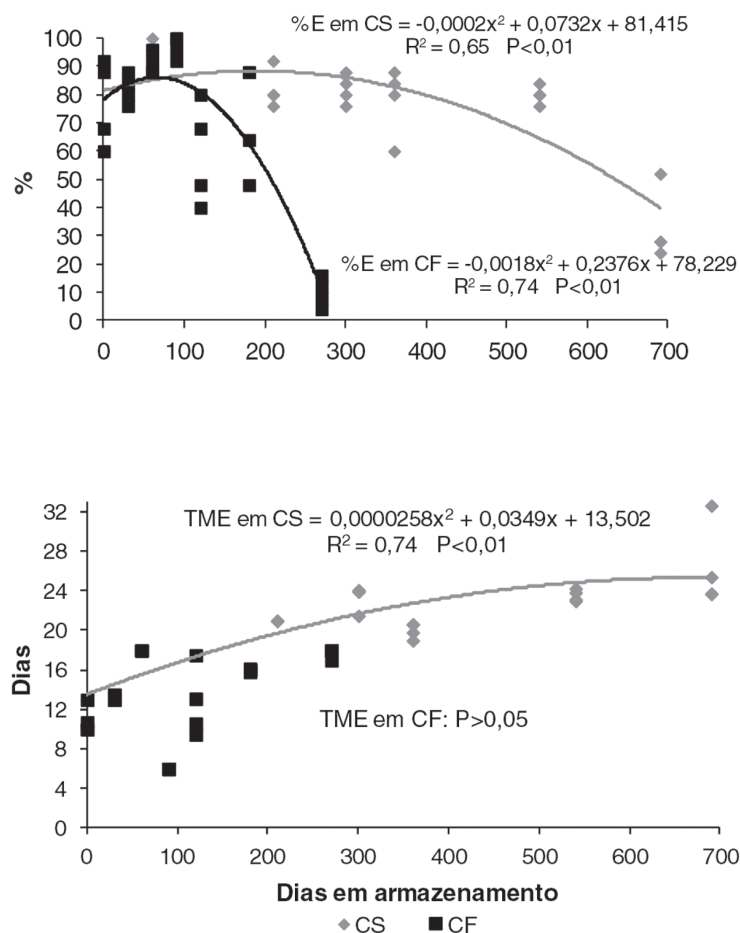 %E em CS = -0,0002x² + 0,0732x + 81,415
R² = 0,65 P<0,01
100
90
80
70
60
50
40
30
20
10
0
%
%E em CF = -0,0018x² + 0,2376x + 78,229
R² = 0,74 P<0,01
0 100 200 300 400 500 600 700
TME em CS = 0,0000258x² + 0,0349x + 13,502
R² = 0,74 P<0,01
32
28
24
20
16
12
8
4
0
Dias
TME em CF: P>0,05
0 100 200 300 400 500 600 700
Dias em armazenamento
CS CF